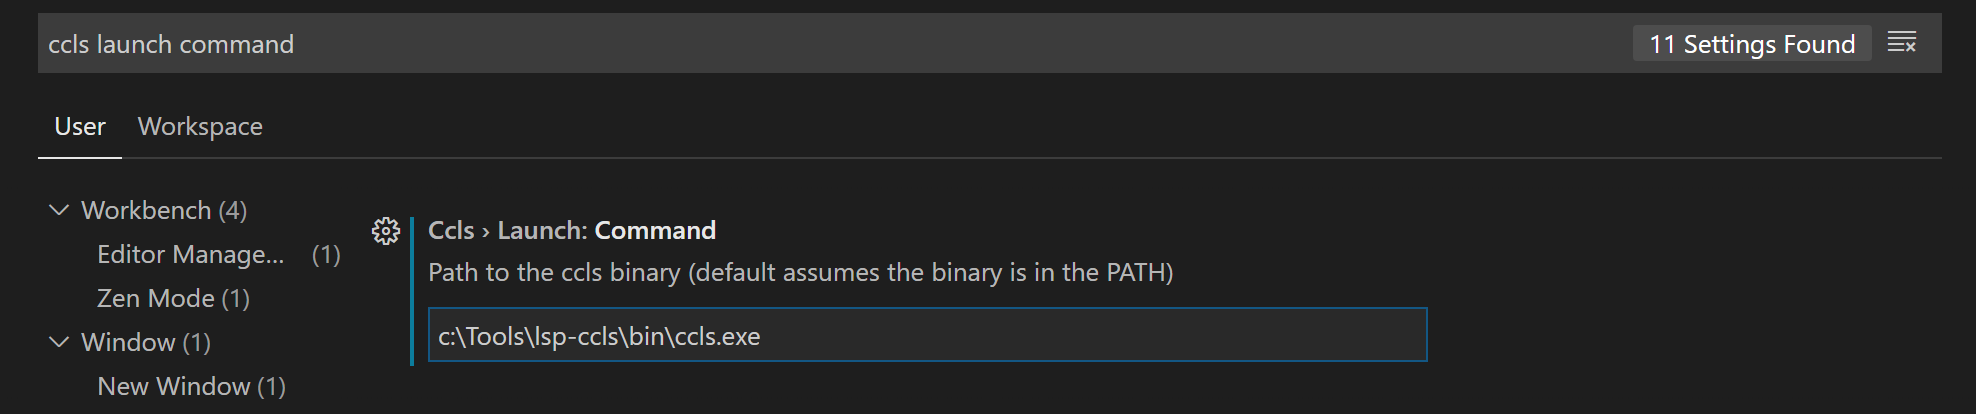 ccls launch command
11 Settings Found
User Workspace
Workbench (4)
Editor Manage... (1)
Zen Mode (1)
Window (1)
New Window (1)
Ccls › Launch: Command
Path to the ccls binary (default assumes the binary is in the PATH)
c:\Tools\lsp-ccls\bin\ccls.exe